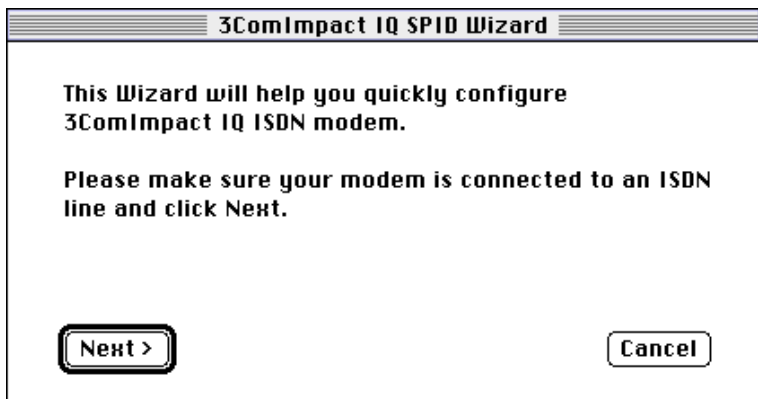 3ComImpact IQ SPID Wizard
This Wizard will help you quickly configure
3ComImpact IQ ISDN modem.
Please make sure your modem is connected to an ISDN
line and click Next.
Next >
Cancel